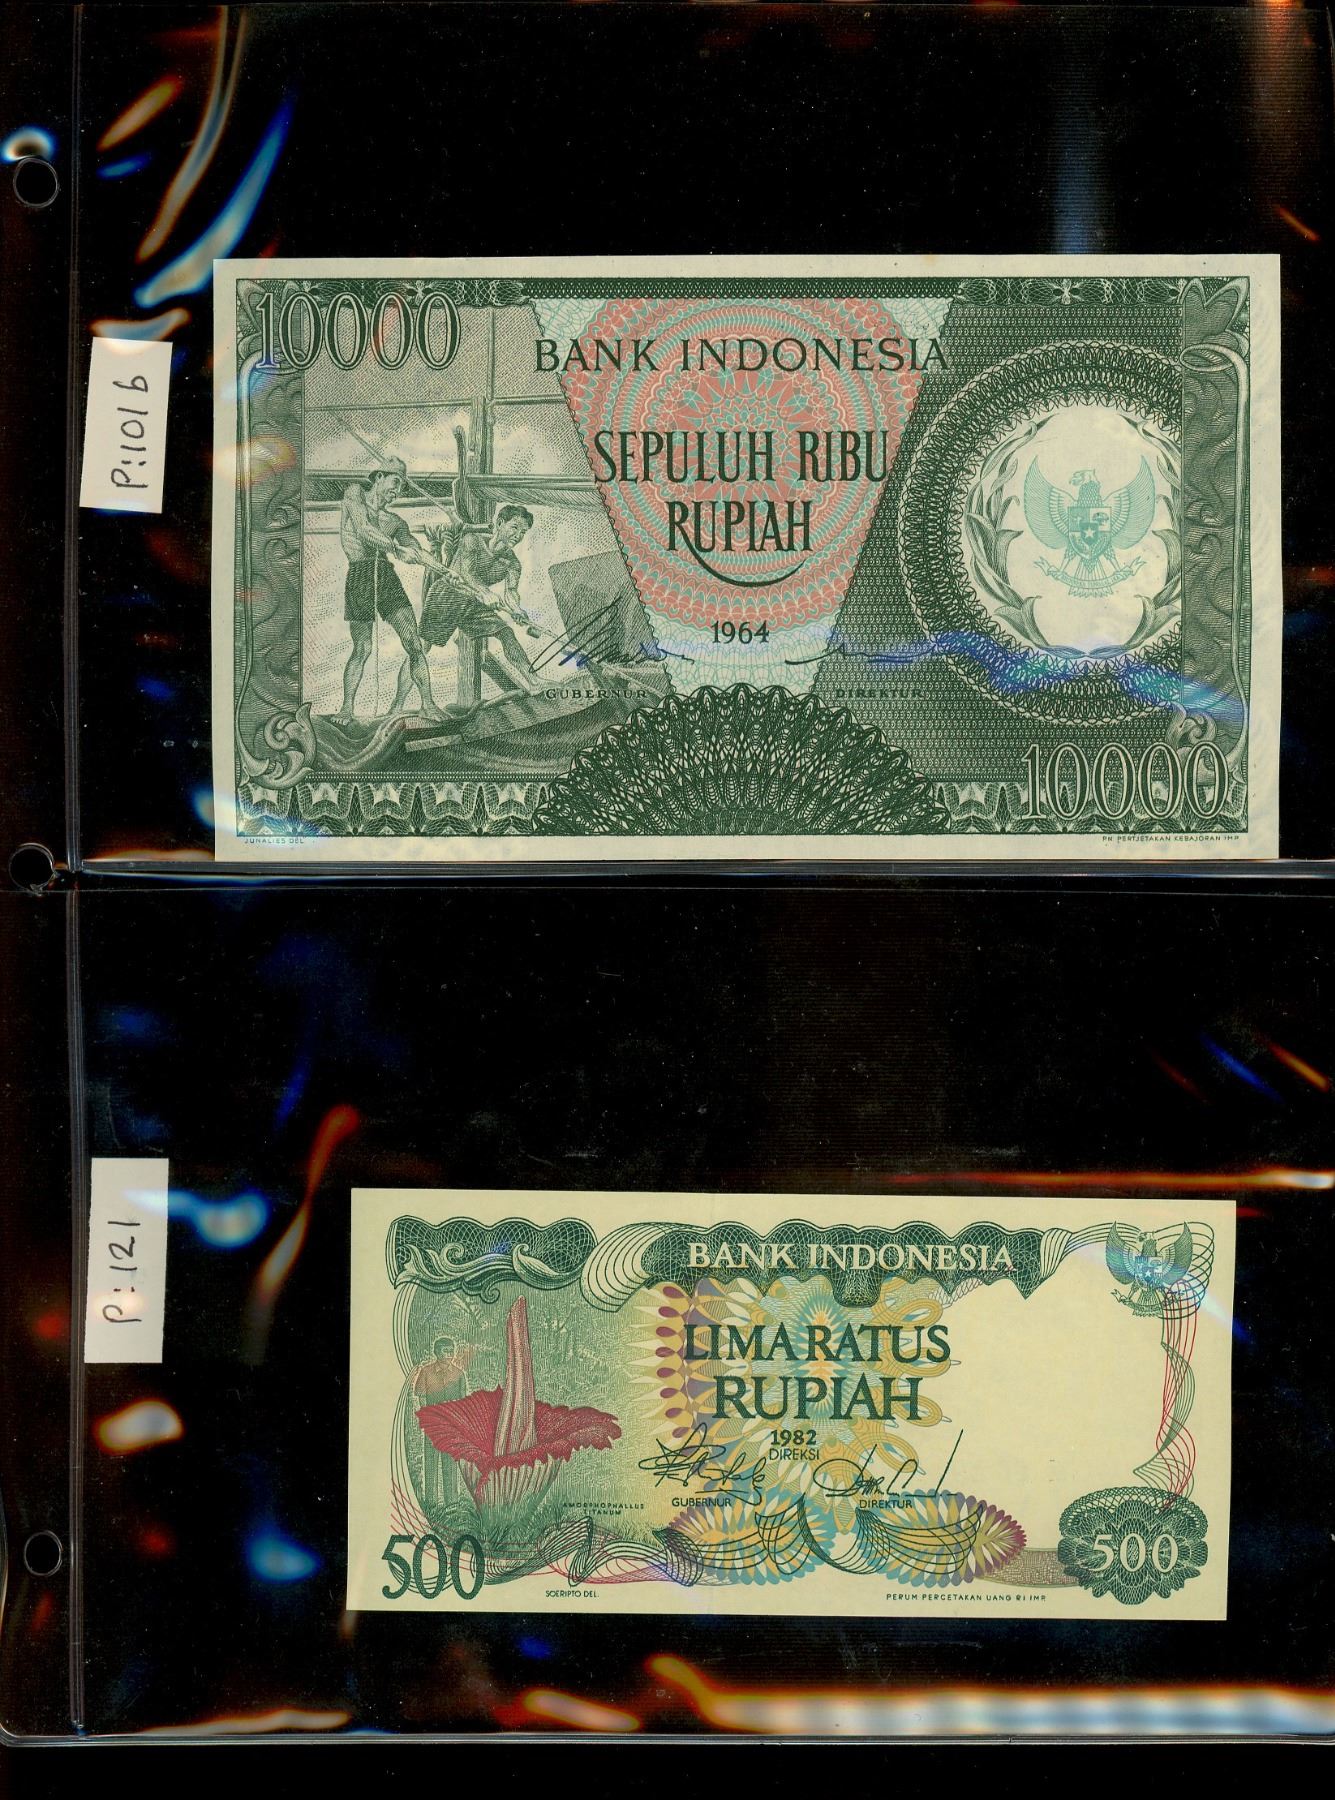 10000
BANK INDONESIA
SEPULUH RIBU
RUPIAH
1964
GUBERNUR
DIREKTUR
10000
JUNALIES DEL.
PN. PERTJETAKAN KEBAJORAN IMP.
P:101b
BANK INDONESIA
LIMA RATUS
RUPIAH
1982
DIREKSI
GUBERNUR
DIREKTUR
AMORPHOPHALLUS
TITANUM
500
500
SOERIPTO DEL.
PERUM PERCETAKAN UANG RI IMP.
P:121